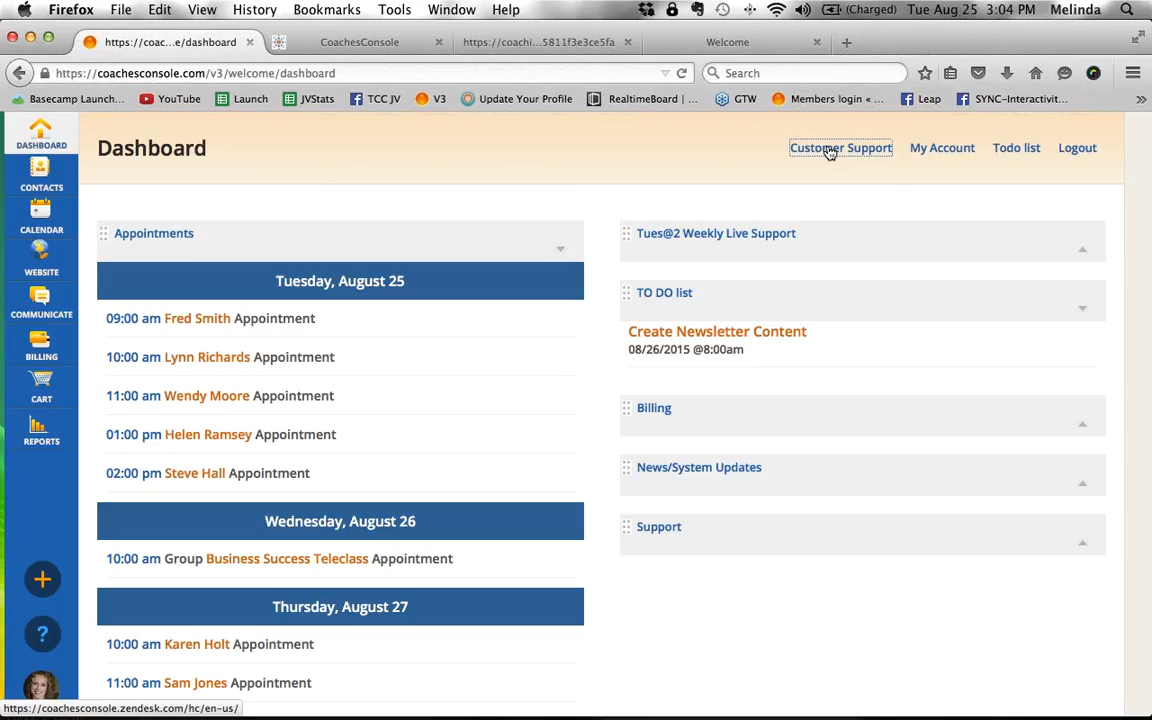 Firefox File Edit View History Bookmarks Tools Window Help (Charged) Tue Aug 25 3:04 PM Melinda
https://coac...e/dashboard CoachesConsole https://coachi...5811f3e3ce5fa Welcome
https://coachesconsole.com/v3/welcome/dashboard Search
Basecamp Launch... YouTube Launch JVStats TCC JV V3 Update Your Profile RealtimeBoard | ... GTW Members login « ... Leap SYNC-Interactivit...
DASHBOARD
CONTACTS
CALENDAR
WEBSITE
COMMUNICATE
BILLING
CART
REPORTS
+
?
Dashboard
Customer Support My Account Todo list Logout
Appointments
Tuesday, August 25
09:00 am Fred Smith Appointment
10:00 am Lynn Richards Appointment
11:00 am Wendy Moore Appointment
01:00 pm Helen Ramsey Appointment
02:00 pm Steve Hall Appointment
Wednesday, August 26
10:00 am Group Business Success Teleclass Appointment
Thursday, August 27
10:00 am Karen Holt Appointment
11:00 am Sam Jones Appointment
Tues@2 Weekly Live Support
TO DO list
Create Newsletter Content
08/26/2015 @8:00am
Billing
News/System Updates
Support
https://coachesconsole.zendesk.com/hc/en-us/